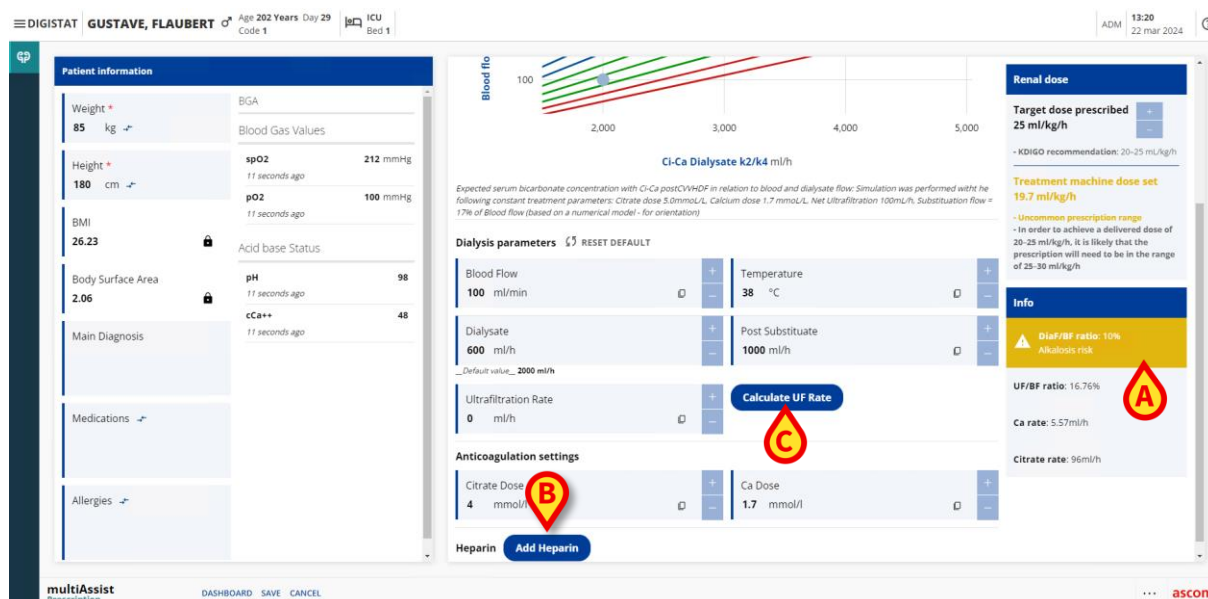 DIGISTAT GUSTAVE, FLAUBERT Age 202 Years Day 29 ICU ADM 13:20
Code 1 Bed 1 22 mar 2024
Patient information
Weight *
85 kg
Height *
180 cm
BMI
26.23
Body Surface Area
2.06
Main Diagnosis
Medications
Allergies
BGA
Blood Gas Values
spO2 212 mmHg
11 seconds ago
pO2 100 mmHg
11 seconds ago
Acid base Status
pH 98
11 seconds ago
cCa++ 48
11 seconds ago
Blood flo
100
2,000 3,000 4,000 5,000
Ci-Ca Dialysate k2/k4 ml/h
Expected serum bicarbonate concentration with Ci-Ca postCVVHDF in relation to blood and dialysate flow: Simulation was performed witht he
following constant treatment parameters: Citrate dose 5.0mmoL/L, Calcium dose 1.7 mmoL/L, Net Ultrafiltration 100mL/h, Substituation flow =
17% of Blood flow (based on a numerical model - for orientation)
Dialysis parameters RESET DEFAULT
Blood Flow
100 ml/min
Temperature
38 °C
Dialysate
600 ml/h
__Default value__ 2000 ml/h
Post Substituate
1000 ml/h
Ultrafiltration Rate
0 ml/h
Calculate UF Rate
C
Anticoagulation settings
Citrate Dose
4 mmol/l
B
Ca Dose
1.7 mmol/l
Heparin Add Heparin
Renal dose
Target dose prescribed
25 ml/kg/h
- KDIGO recommendation: 20-25 mL/kg/h
Treatment machine dose set
19.7 ml/kg/h
- Uncommon prescription range
- In order to achieve a delivered dose of
20-25 ml/kg/h, it is likely that the
prescription will need to be in the range
of 25-30 ml/kg/h
Info
DiaF/BF ratio: 10%
Alkalosis risk
A
UF/BF ratio: 16.76%
Ca rate: 5.57ml/h
Citrate rate: 96ml/h
multiAssist
Prescription
DASHBOARD SAVE CANCEL
... ascom